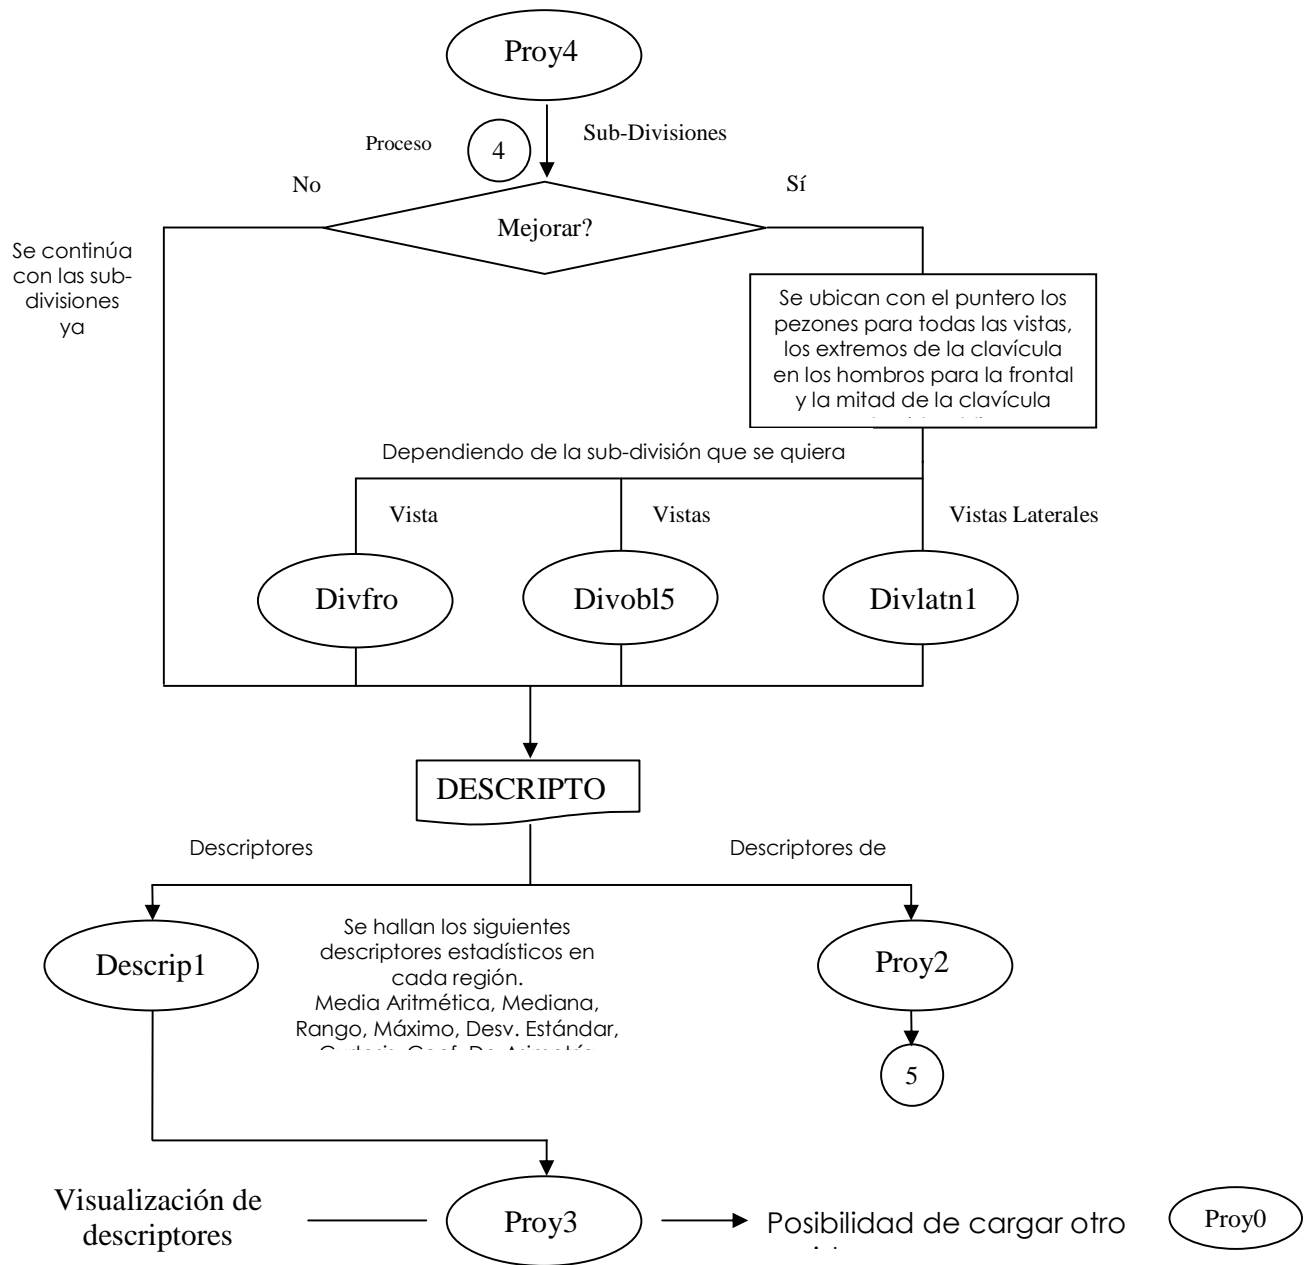 Proy4
Proceso
4
Sub-Divisiones
No
Sí
Mejorar?
Se continúa
con las sub-
divisiones
ya
Se ubican con el puntero los
pezones para todas las vistas,
los extremos de la clavícula
en los hombros para la frontal
y la mitad de la clavícula
Dependiendo de la sub-división que se quiera
Vista
Vistas
Vistas Laterales
Divfro
Divobl5
Divlatn1
DESCRIPTO
Descriptores
Descriptores de
Descrip1
Se hallan los siguientes
descriptores estadísticos en
cada región.
Media Aritmética, Mediana,
Rango, Máximo, Desv. Estándar,
Proy2
5
Visualización de
descriptores
Proy3
Posibilidad de cargar otro
Proy0